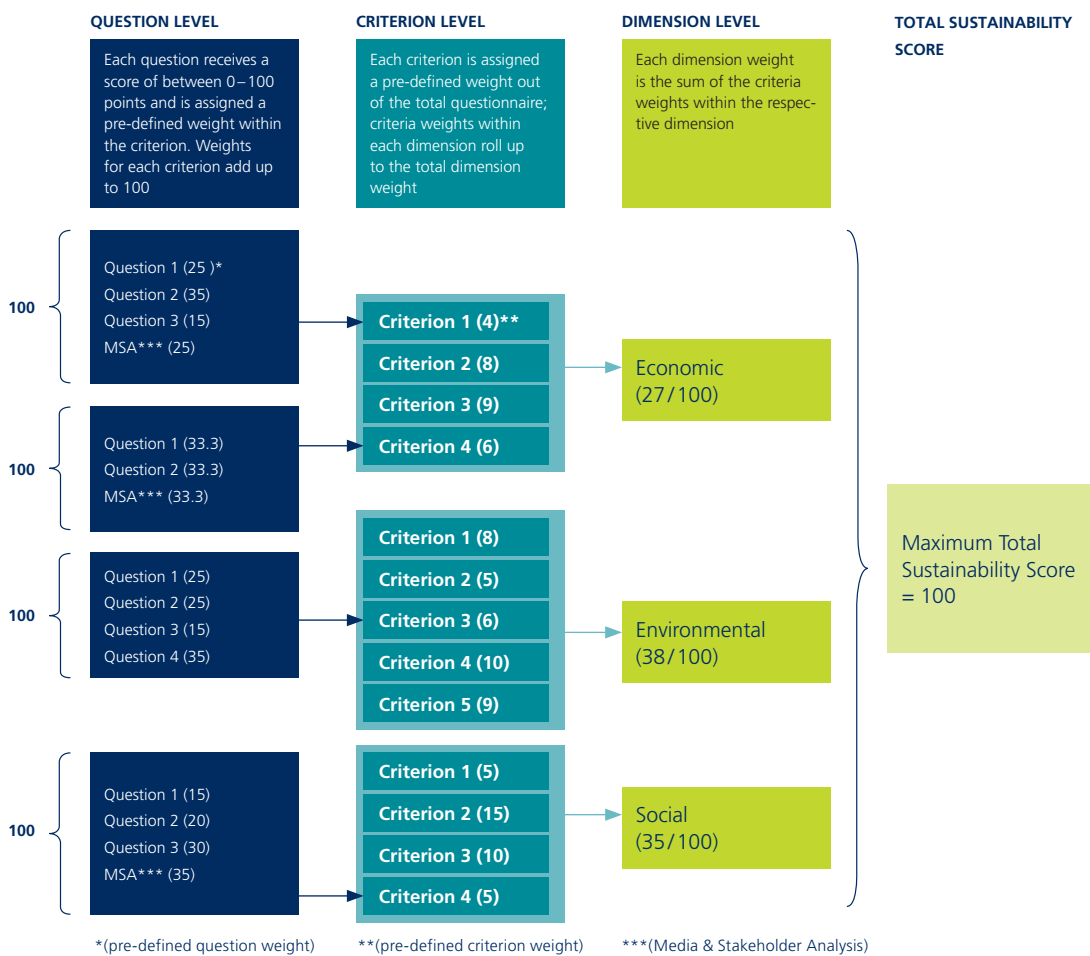 QUESTION LEVEL
Each question receives a
score of between 0–100
points and is assigned a
pre-defined weight within
the criterion. Weights
for each criterion add up
to 100
CRITERION LEVEL
Each criterion is assigned
a pre-defined weight out
of the total questionnaire;
criteria weights within
each dimension roll up
to the total dimension
weight
DIMENSION LEVEL
Each dimension weight
is the sum of the criteria
weights within the respec-
tive dimension
TOTAL SUSTAINABILITY
SCORE
100
Question 1 (25 )*
Question 2 (35)
Question 3 (15)
MSA*** (25)
100
Question 1 (33.3)
Question 2 (33.3)
MSA*** (33.3)
100
Question 1 (25)
Question 2 (25)
Question 3 (15)
Question 4 (35)
100
Question 1 (15)
Question 2 (20)
Question 3 (30)
MSA*** (35)
Criterion 1 (4)**
Criterion 2 (8)
Criterion 3 (9)
Criterion 4 (6)
Criterion 1 (8)
Criterion 2 (5)
Criterion 3 (6)
Criterion 4 (10)
Criterion 5 (9)
Criterion 1 (5)
Criterion 2 (15)
Criterion 3 (10)
Criterion 4 (5)
Economic
(27/100)
Environmental
(38/100)
Social
(35/100)
Maximum Total
Sustainability Score
= 100
*(pre-defined question weight)
**(pre-defined criterion weight)
***(Media & Stakeholder Analysis)